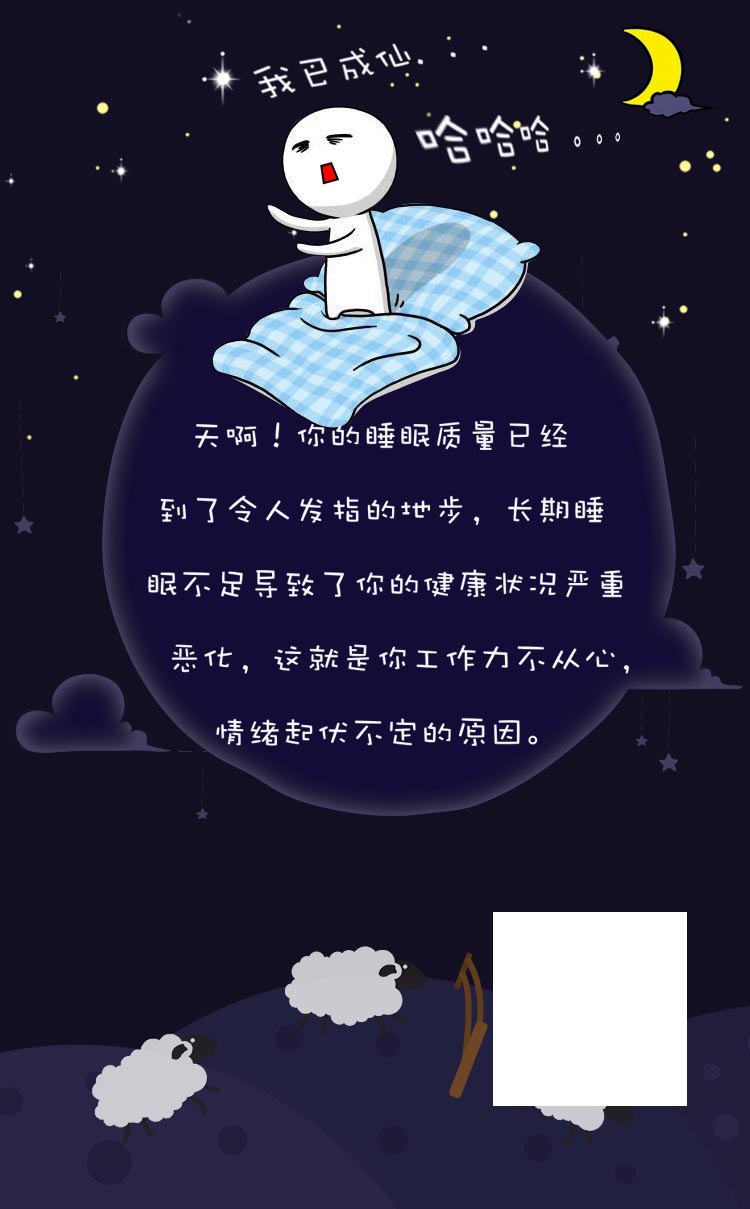 我已成仙. . .
哈哈哈 。。。
天啊！你的睡眠质量已经
到了令人发指的地步，长期睡
眠不足导致了你的健康状况严重
恶化，这就是你工作力不从心，
情绪起伏不定的原因。